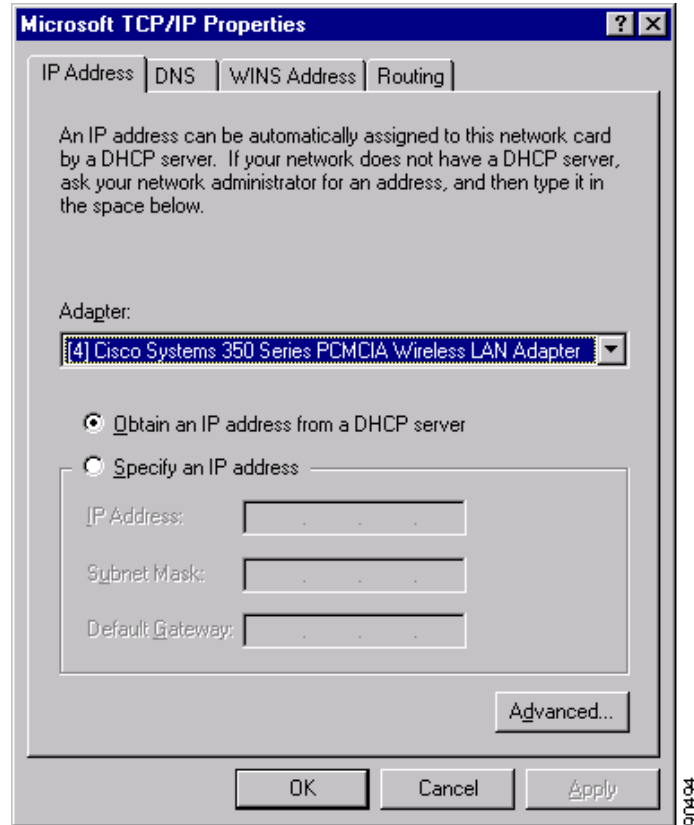 Microsoft TCP/IP Properties
IP Address DNS WINS Address Routing
An IP address can be automatically assigned to this network card
by a DHCP server. If your network does not have a DHCP server,
ask your network administrator for an address, and then type it in
the space below.
Adapter:
[4] Cisco Systems 350 Series PCMCIA Wireless LAN Adapter
Obtain an IP address from a DHCP server
Specify an IP address
IP Address:
Subnet Mask:
Default Gateway:
Advanced...
OK Cancel Apply
90494